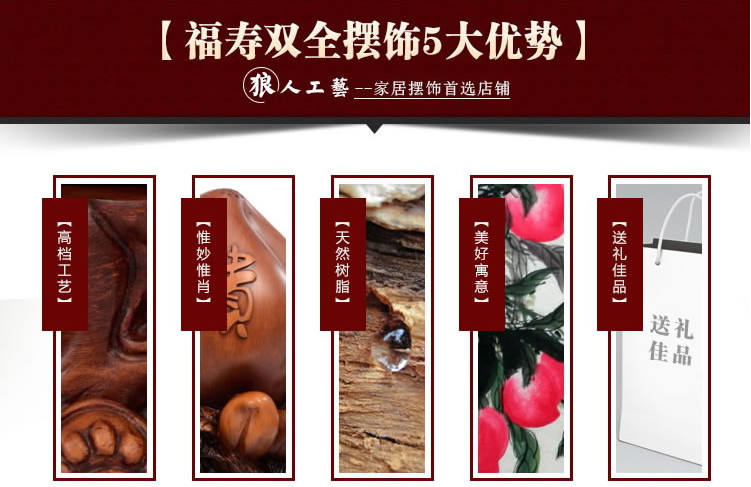 【福寿双全摆饰5大优势】
狼人工藝--家居摆饰首选店铺
【高档工艺】
【惟妙惟肖】
【天然树脂】
【美好寓意】
【送礼佳品】
送礼
佳品